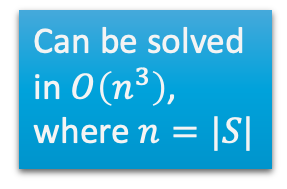 Can be solved
in 𝑂(𝑛³),
where 𝑛 = |𝑆|